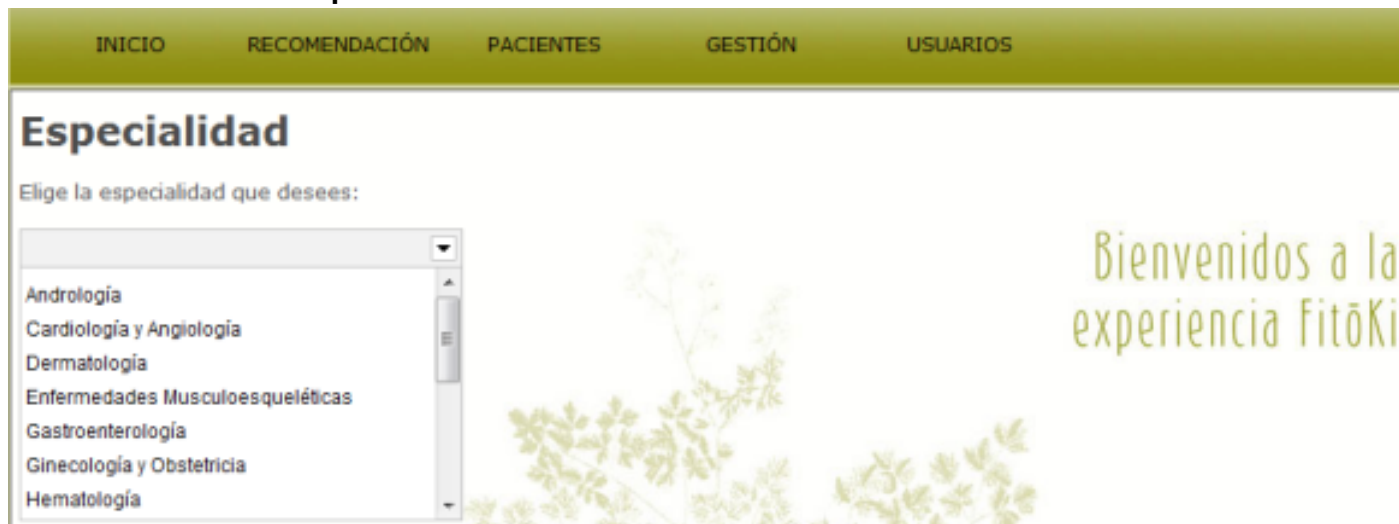 INICIO RECOMENDACIÓN PACIENTES GESTIÓN USUARIOS
Especialidad
Elige la especialidad que desees:
Andrología
Cardiología y Angiología
Dermatología
Enfermedades Musculoesqueléticas
Gastroenterología
Ginecología y Obstetricia
Hematología
Bienvenidos a la
experiencia FitōKi